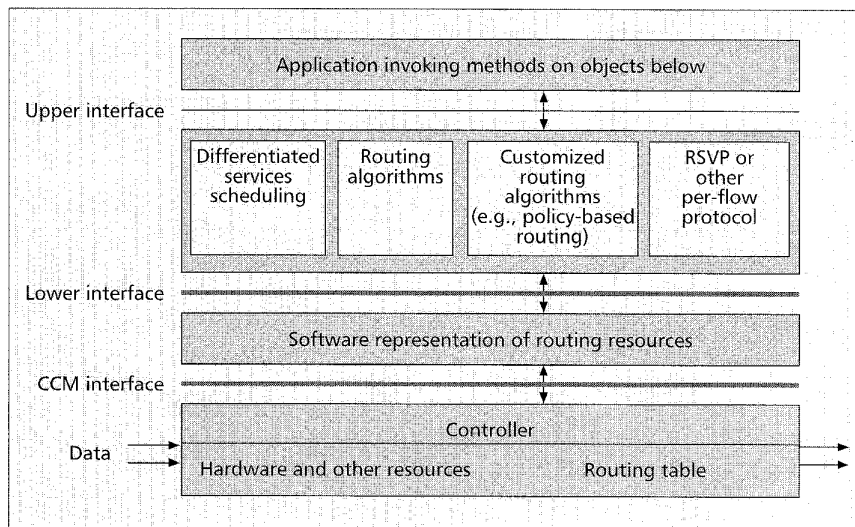 Application invoking methods on objects below
Upper interface
Differentiated
services
scheduling
Routing
algorithms
Customized
routing
algorithms
(e.g., policy-based
routing)
RSVP or
other
per-flow
protocol
Lower interface
Software representation of routing resources
CCM interface
Controller
Data
Hardware and other resources
Routing table